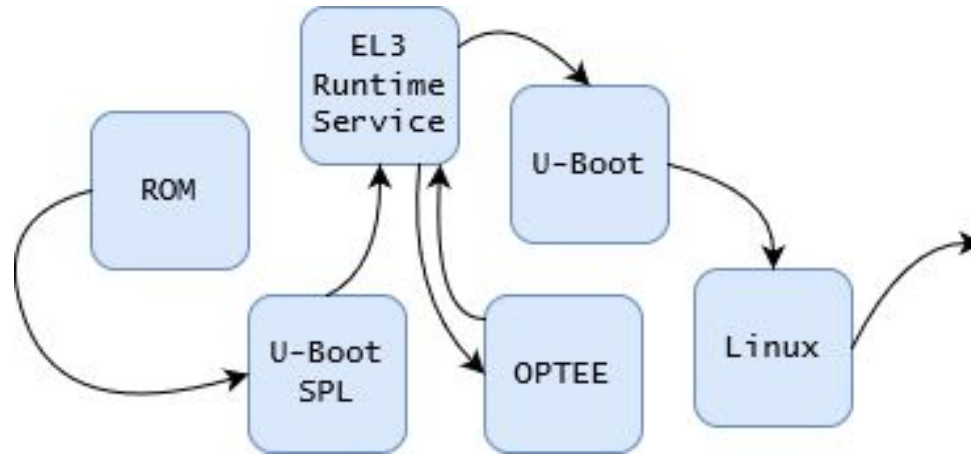 ROM
U-Boot
SPL
EL3
Runtime
Service
OPTEE
U-Boot
Linux